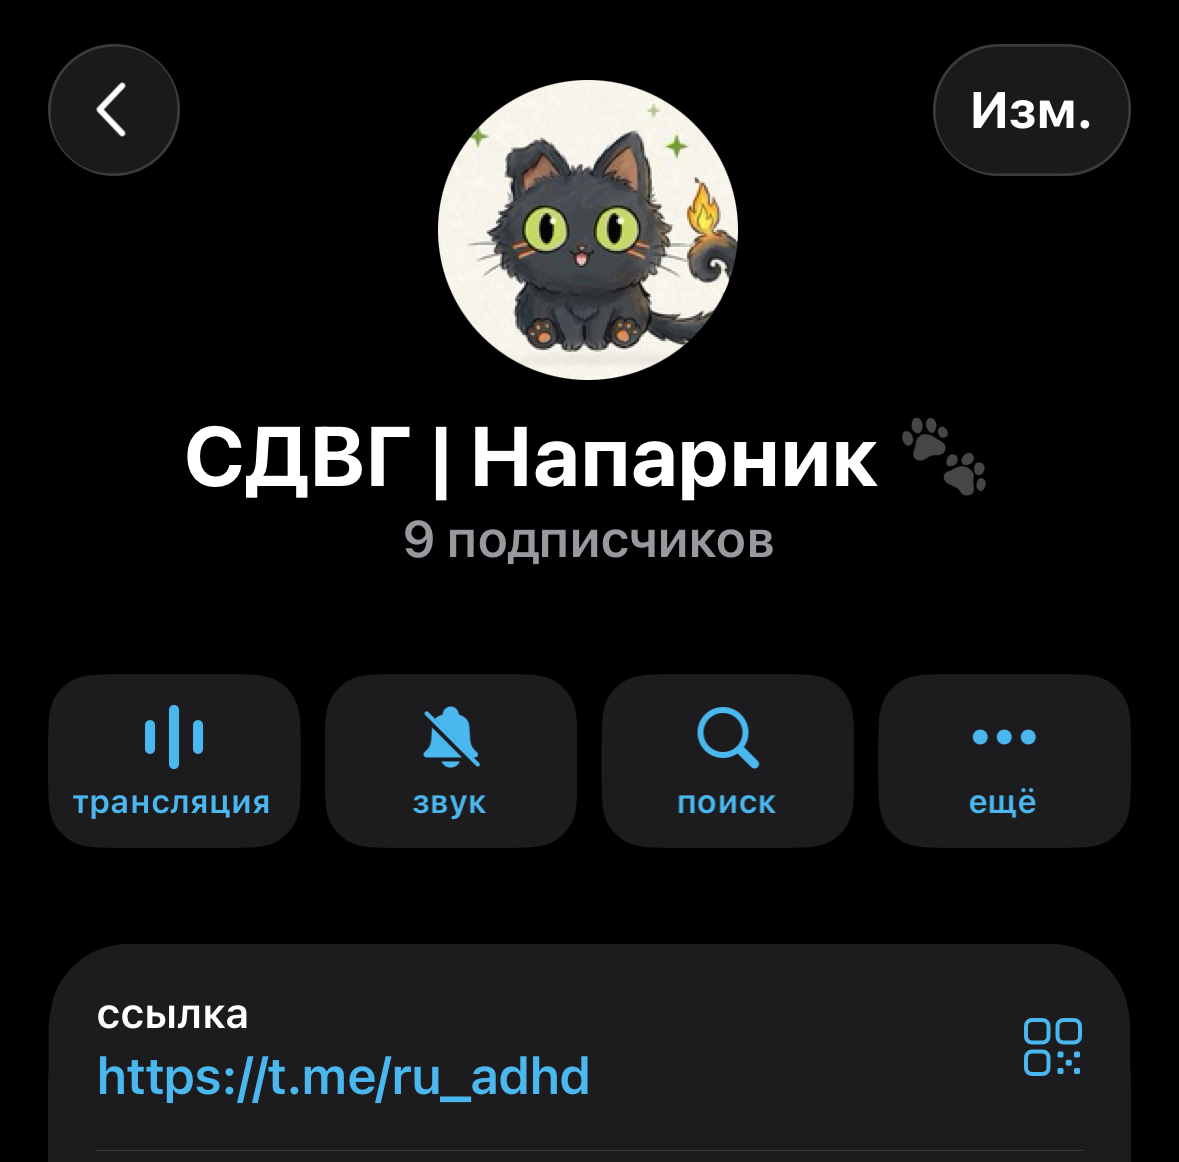 Изм.
СДВГ | Напарник 🐾
9 подписчиков
трансляция
звук
поиск
ещё
ссылка
https://t.me/ru_adhd